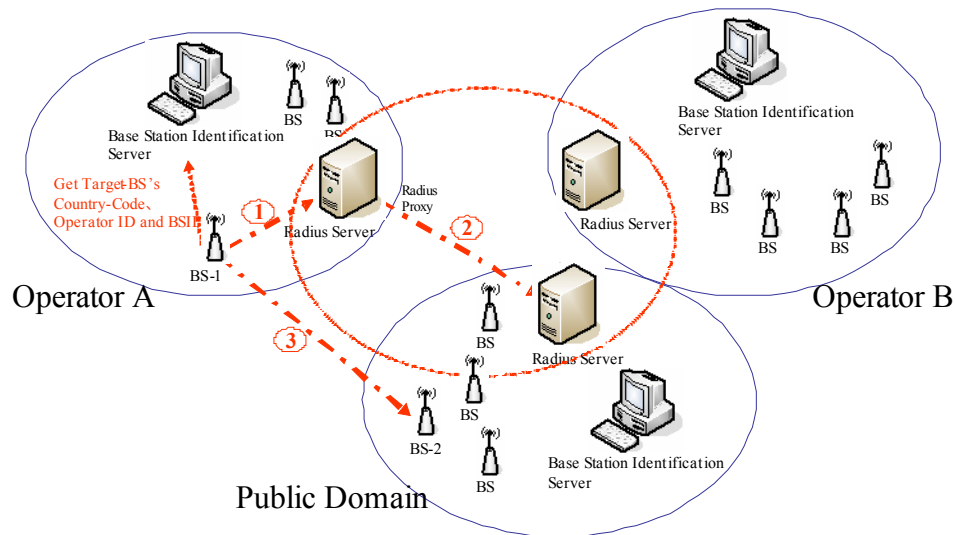 BS
BS
Base Station Identification
Server
Get Target-BS's
Country-Code、
Operator ID and BSID
1
BS-1
Radius Server
Radius
Proxy
2
Operator A
3
Base Station Identification
Server
Radius Server
BS
BS
BS
BS
Operator B
BS
Radius Server
BS
BS-2
BS
Base Station Identification
Server
Public Domain